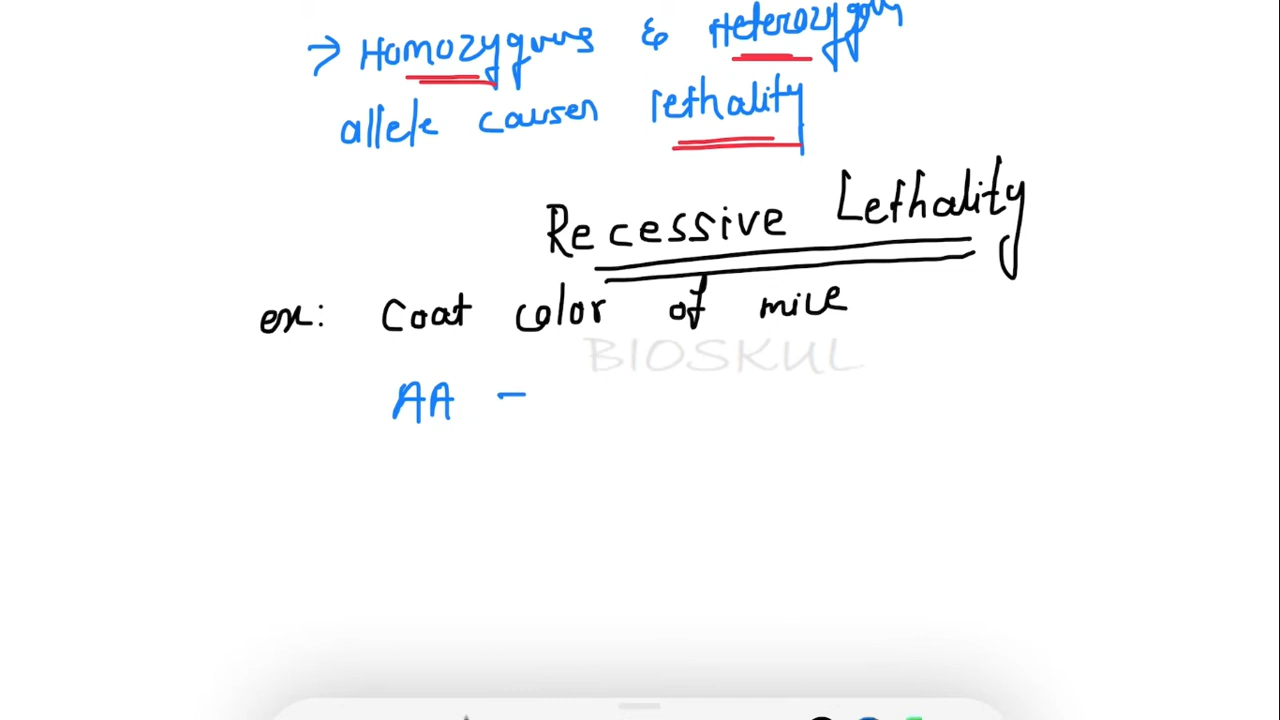 → Homozygous & Heterozygous
allele causes lethality
Recessive Lethality
ex: Coat color of mice
BIOSKUL
AA -